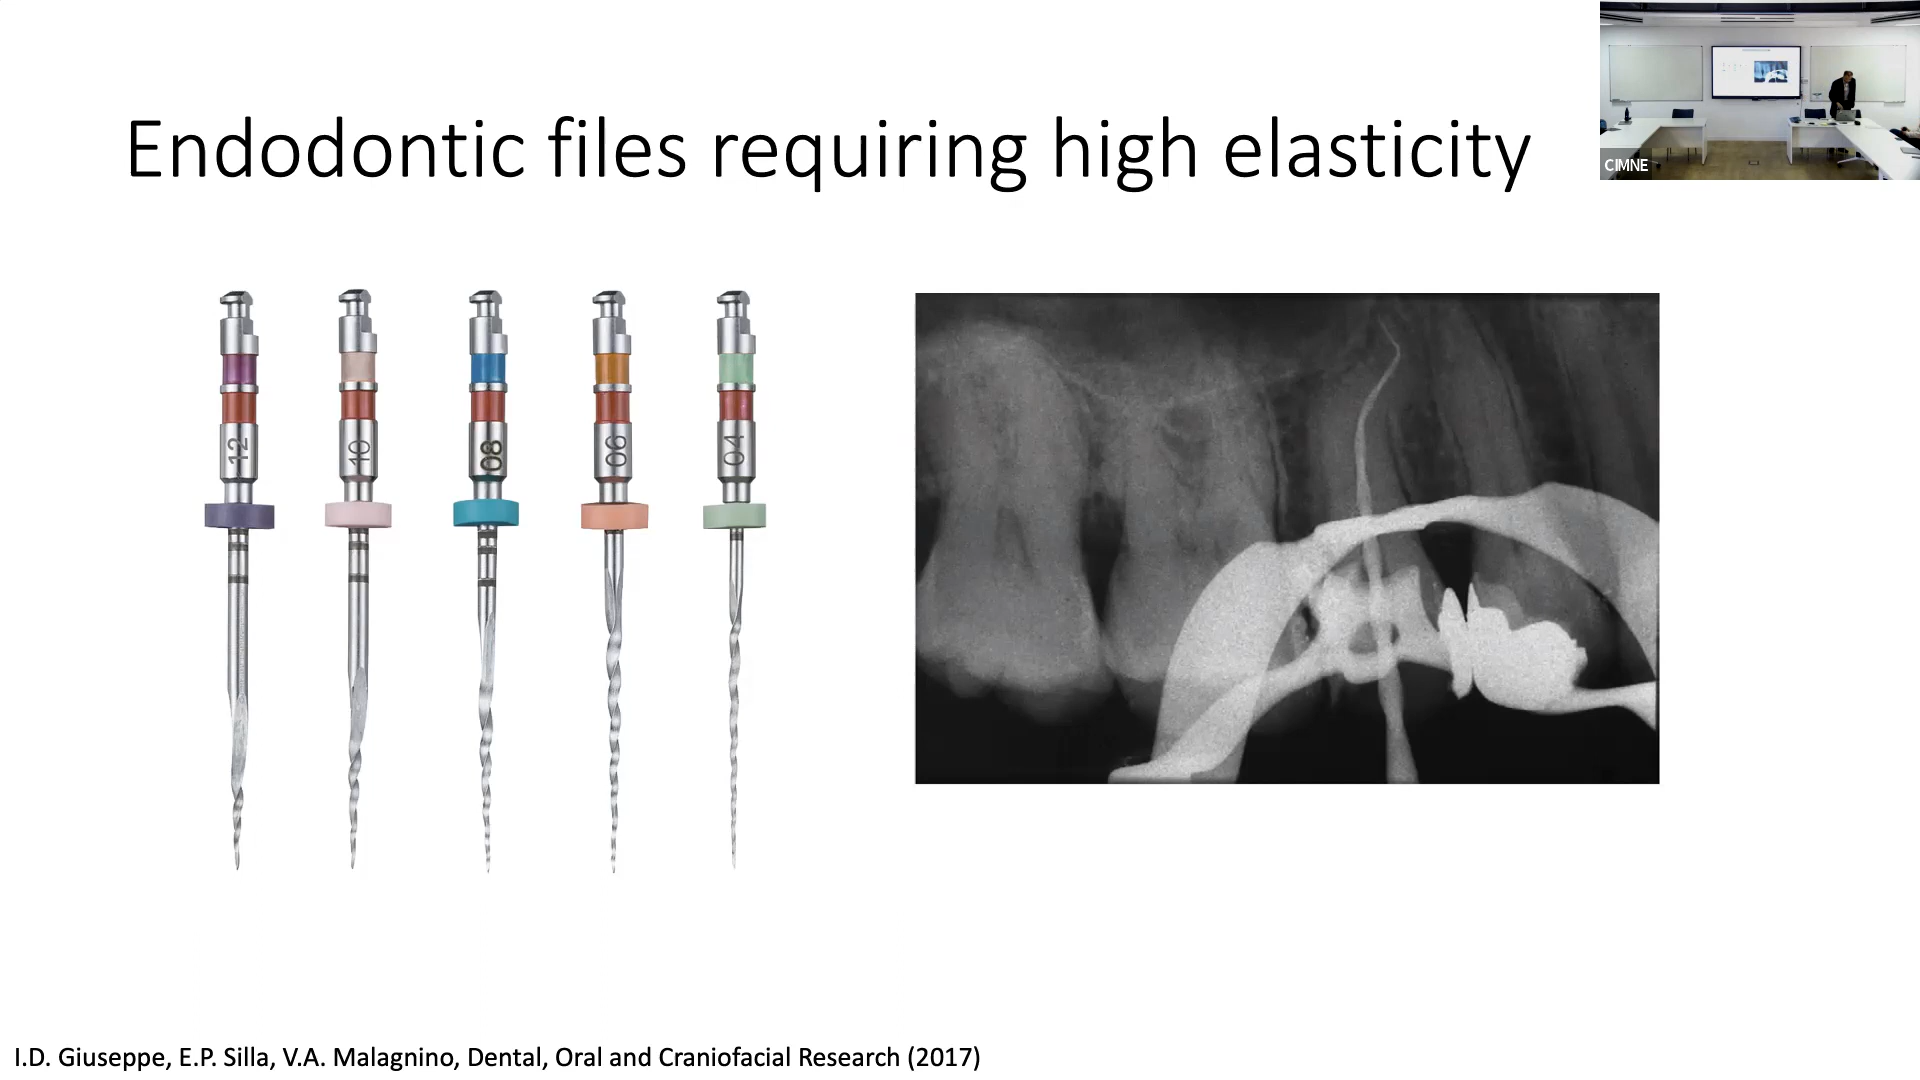 Endodontic files requiring high elasticity
CIMNE
12
10
08
06
04
I.D. Giuseppe, E.P. Silla, V.A. Malagnino, Dental, Oral and Craniofacial Research (2017)